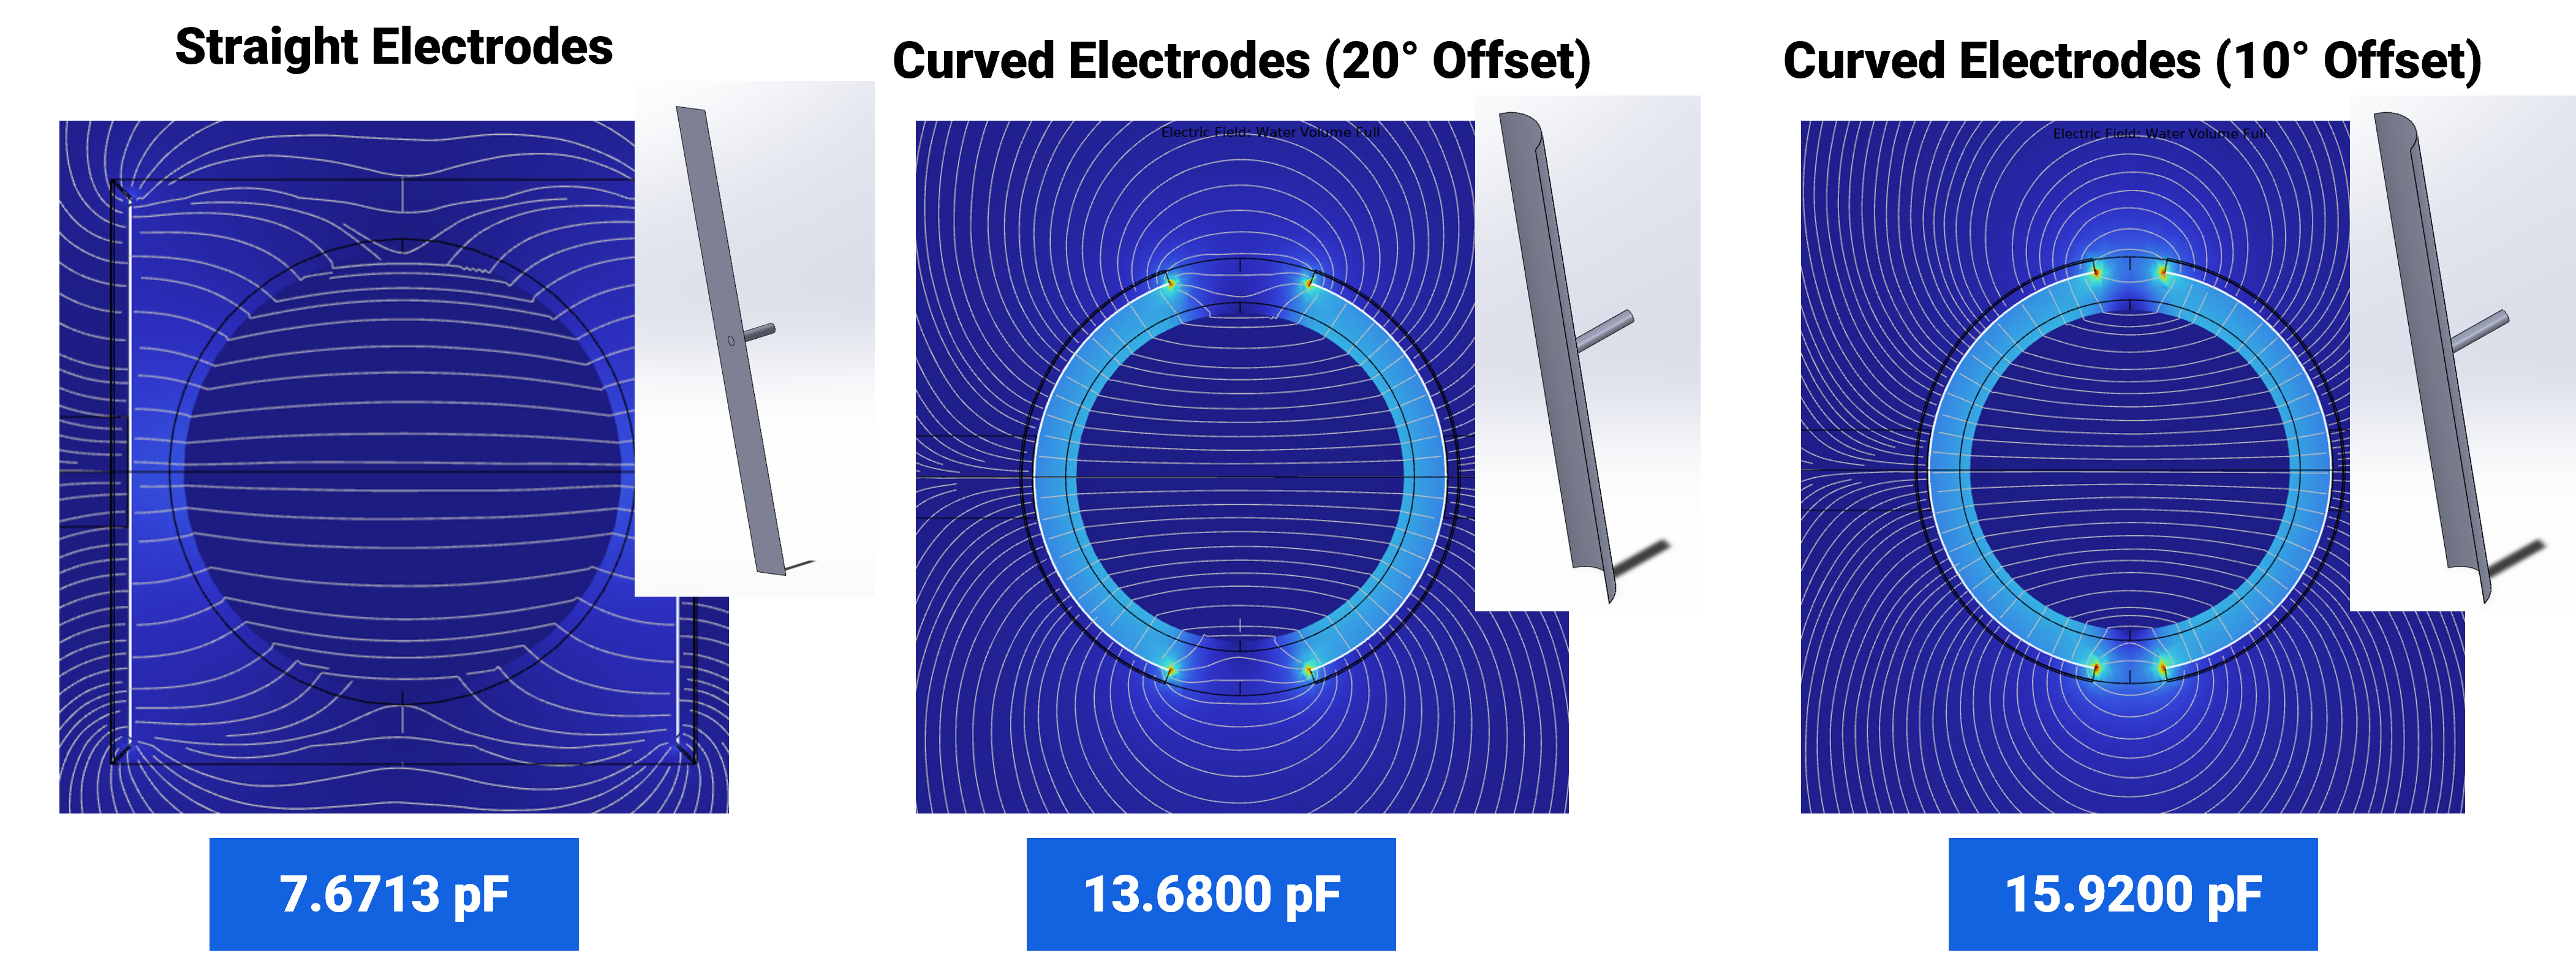 Straight Electrodes
Curved Electrodes (20° Offset)
Curved Electrodes (10° Offset)
Electric Field: Water Volume Full
Electric Field: Water Volume Full
7.6713 pF
13.6800 pF
15.9200 pF